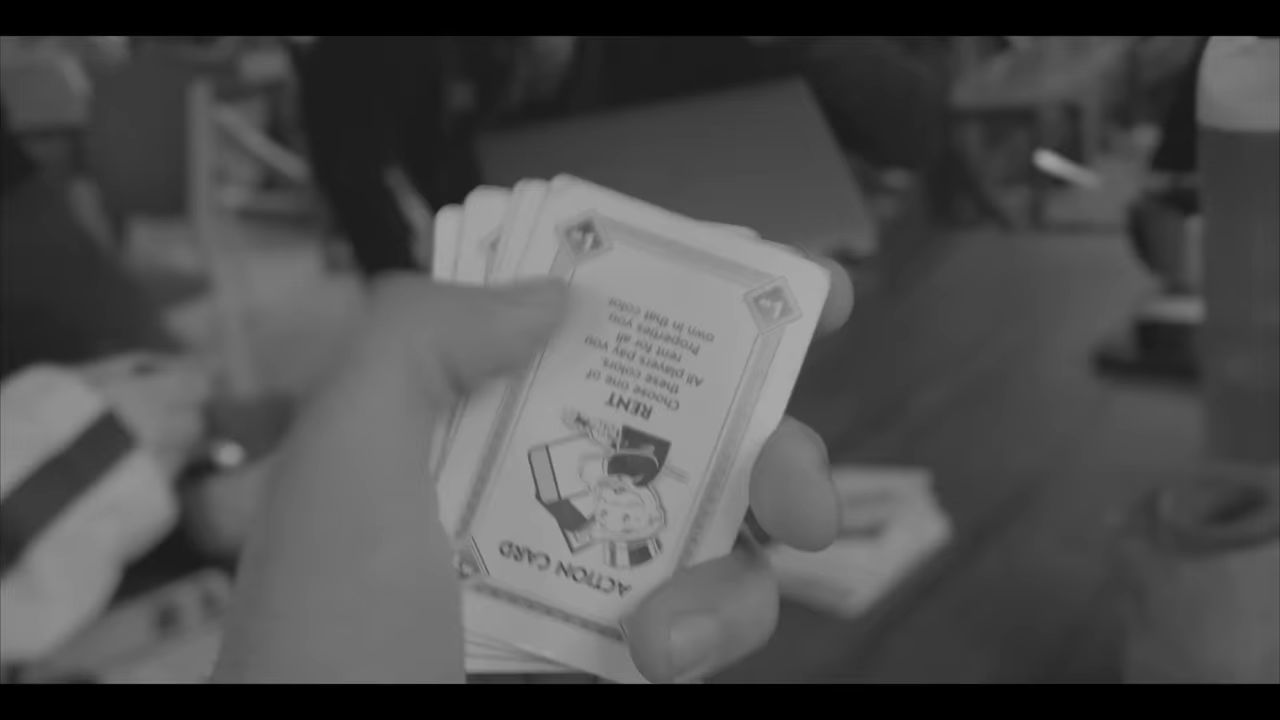 ACTION CARD
RENT
Choose one of
these colors.
All players pay you
rent for all
Properties you
own in that color